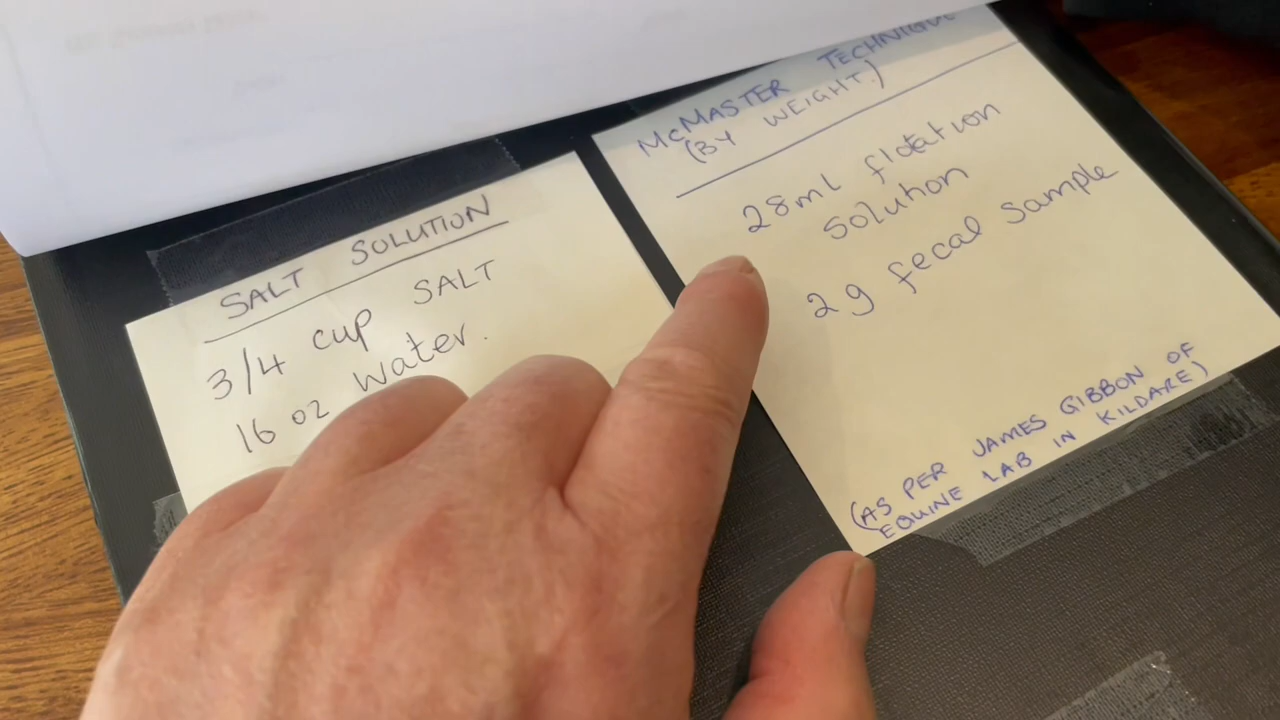 SALT SOLUTION
3/4 cup SALT
16 oz water.
McMASTER TECHNIQUE
(BY WEIGHT.)
28ml flotation
solution
2g fecal sample
(AS PER JAMES GIBBON OF
EQUINE LAB IN KILDARE)